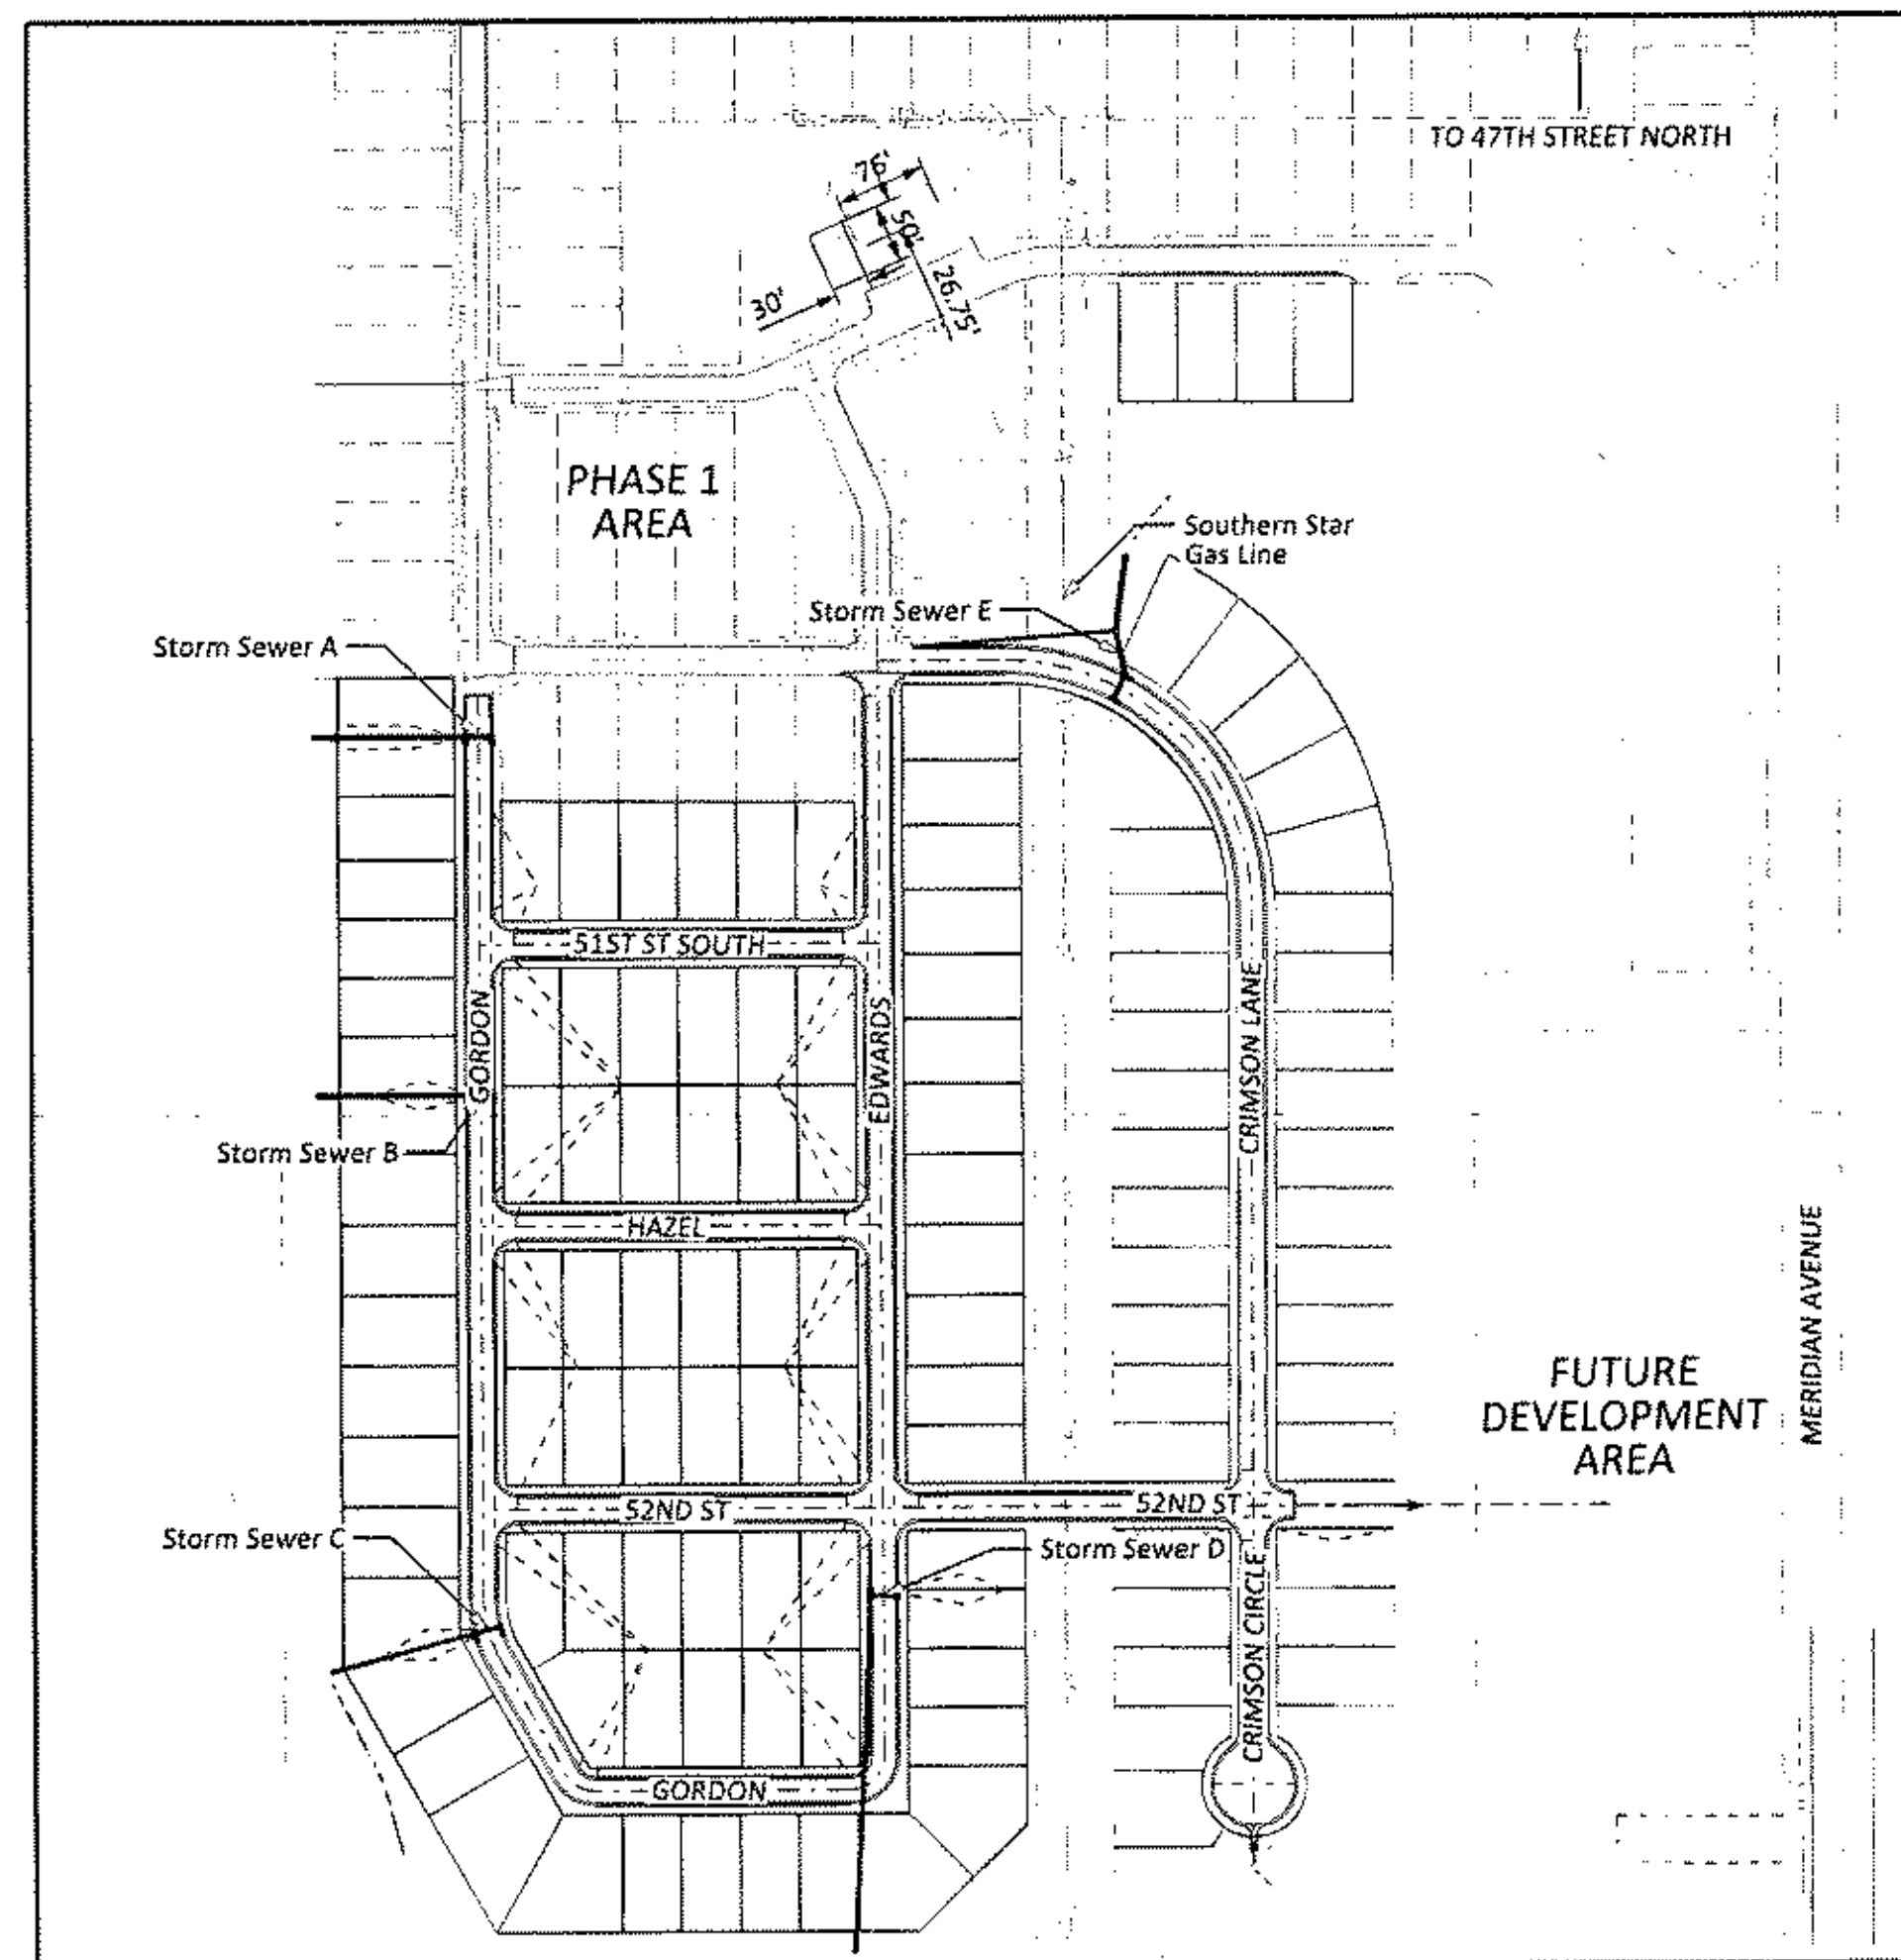 TO 47TH STREET NORTH
76'
50'
30'
26.75'
PHASE 1
AREA
Southern Star
Gas Line
Storm Sewer E
Storm Sewer A
51ST ST SOUTH
GORDON
EDWARDS
CRIMSON LANE
Storm Sewer B
HAZEL
MERIDIAN AVENUE
FUTURE
DEVELOPMENT
AREA
52ND ST
52ND ST
Storm Sewer C
Storm Sewer D
CRIMSON CIRCLE
GORDON